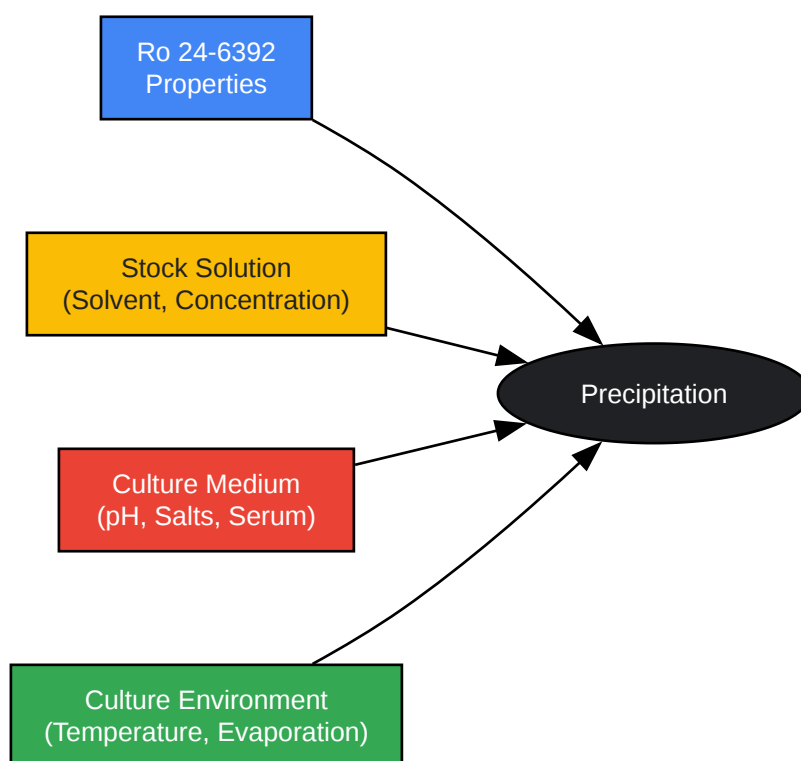 Ro 24-6392
Properties
Stock Solution
(Solvent, Concentration)
Precipitation
Culture Medium
(pH, Salts, Serum)
Culture Environment
(Temperature, Evaporation)